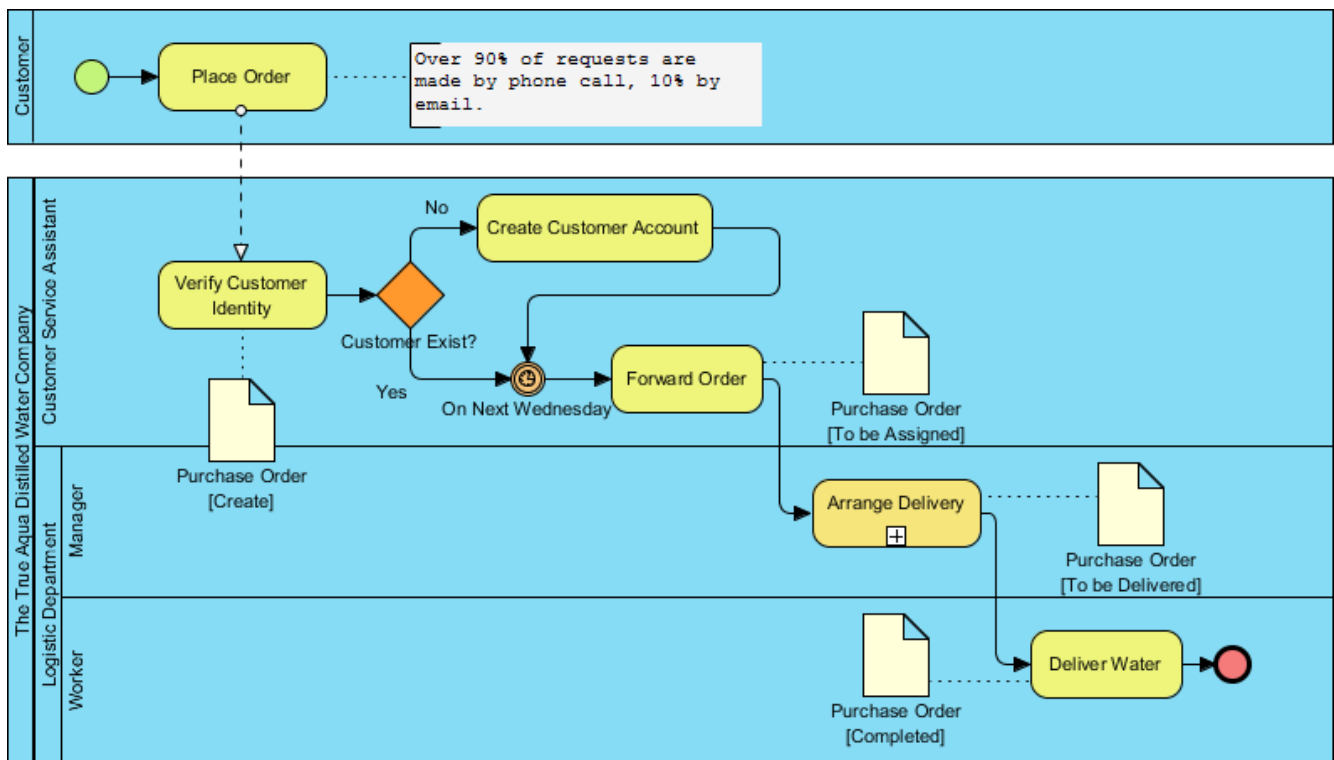 Customer
Place Order
Over 90% of requests are
made by phone call, 10% by
email.
The True Aqua Distilled Water Company
Customer Service Assistant
No
Create Customer Account
Verify Customer
Identity
Customer Exist?
Yes
On Next Wednesday
Forward Order
Purchase Order
[To be Assigned]
Purchase Order
[Create]
Logistic Department
Manager
Arrange Delivery
Purchase Order
[To be Delivered]
Worker
Deliver Water
Purchase Order
[Completed]